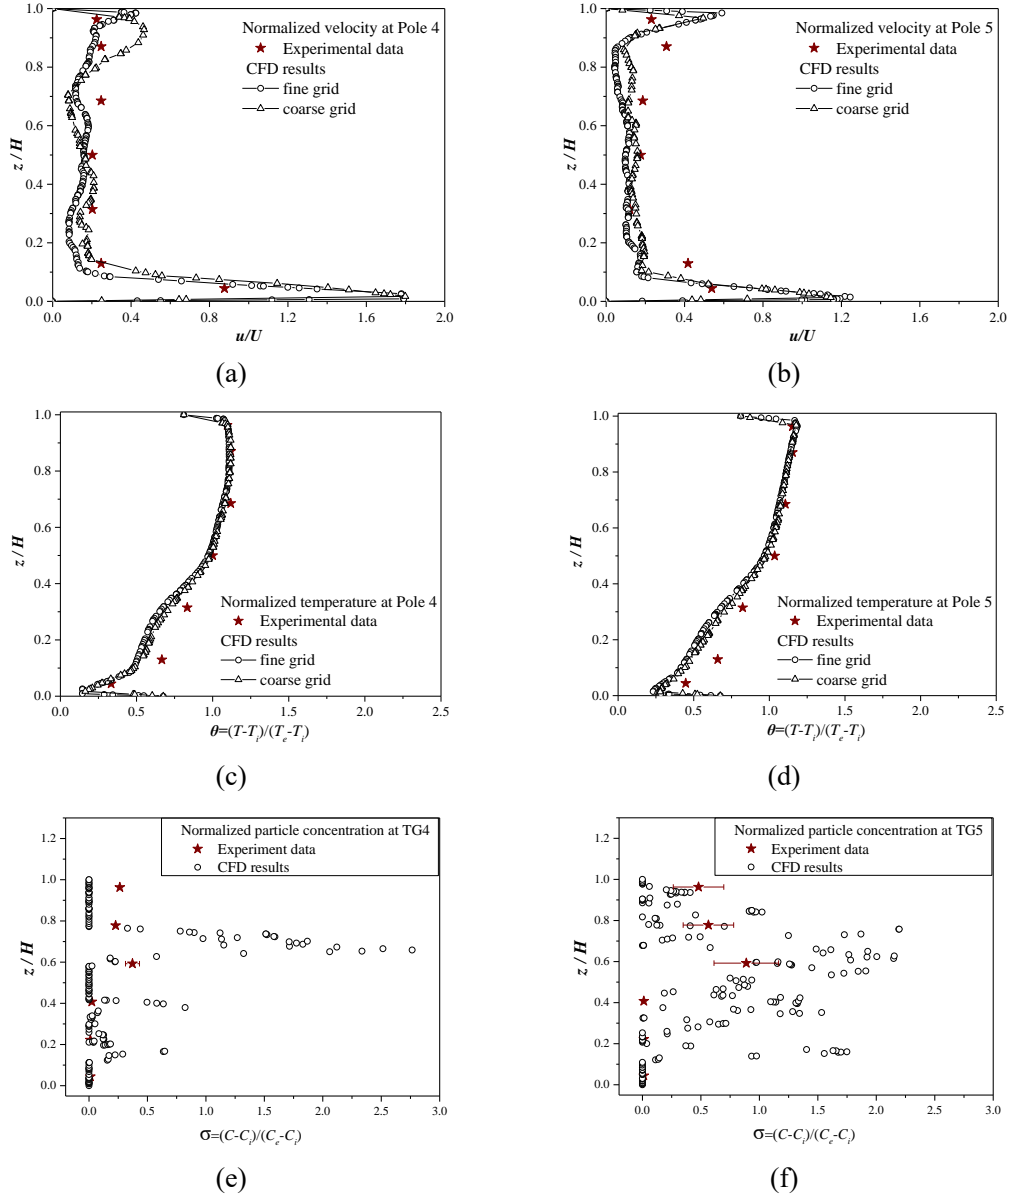 Normalized velocity at Pole 4
Experimental data
CFD results
fine grid
coarse grid
1.0
0.8
0.6
0.4
0.2
0.0
z / H
0.0 0.4 0.8 1.2 1.6 2.0
u/U
(a)
Normalized velocity at Pole 5
Experimental data
CFD results
fine grid
coarse grid
1.0
0.8
0.6
0.4
0.2
0.0
z / H
0.0 0.4 0.8 1.2 1.6 2.0
u/U
(b)
1.0
0.8
0.6
0.4
0.2
0.0
z / H
Normalized temperature at Pole 4
Experimental data
CFD results
fine grid
coarse grid
0.0 0.5 1.0 1.5 2.0 2.5
θ=(T-Ti)/(Te-Ti)
(c)
1.0
0.8
0.6
0.4
0.2
0.0
z / H
Normalized temperature at Pole 5
Experimental data
CFD results
fine grid
coarse grid
0.0 0.5 1.0 1.5 2.0 2.5
θ=(T-Ti)/(Te-Ti)
(d)
Normalized particle concentration at TG4
Experiment data
CFD results
1.2
1.0
0.8
0.6
0.4
0.2
0.0
z / H
0.0 0.5 1.0 1.5 2.0 2.5 3.0
σ=(C-Ci)/(Ce-Ci)
(e)
Normalized particle concentration at TG5
Experiment data
CFD results
1.2
1.0
0.8
0.6
0.4
0.2
0.0
z / H
0.0 0.5 1.0 1.5 2.0 2.5 3.0
σ=(C-Ci)/(Ce-Ci)
(f)